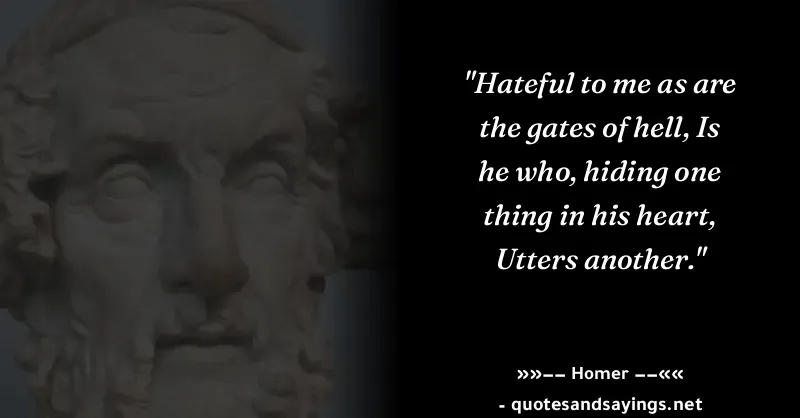 "Hateful to me as are
the gates of hell, Is
he who, hiding one
thing in his heart,
Utters another."
»»−− Homer −−««
- quotesandsayings.net